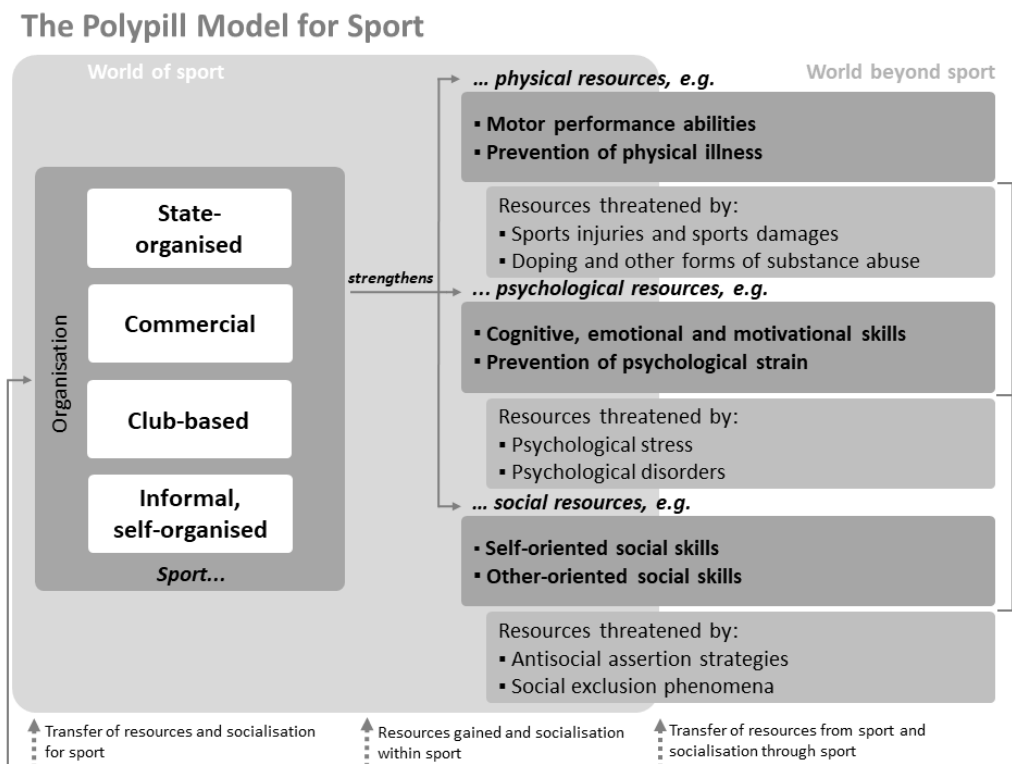 The Polypill Model for Sport
World of sport
World beyond sport
Organisation
State-
organised
Commercial
Club-based
Informal,
self-organised
Sport...
strengthens
... physical resources, e.g.
▪ Motor performance abilities
▪ Prevention of physical illness
Resources threatened by:
▪ Sports injuries and sports damages
▪ Doping and other forms of substance abuse
... psychological resources, e.g.
▪ Cognitive, emotional and motivational skills
▪ Prevention of psychological strain
Resources threatened by:
▪ Psychological stress
▪ Psychological disorders
... social resources, e.g.
▪ Self-oriented social skills
▪ Other-oriented social skills
Resources threatened by:
▪ Antisocial assertion strategies
▪ Social exclusion phenomena
Transfer of resources and socialisation
for sport
Resources gained and socialisation
within sport
Transfer of resources from sport and
socialisation through sport